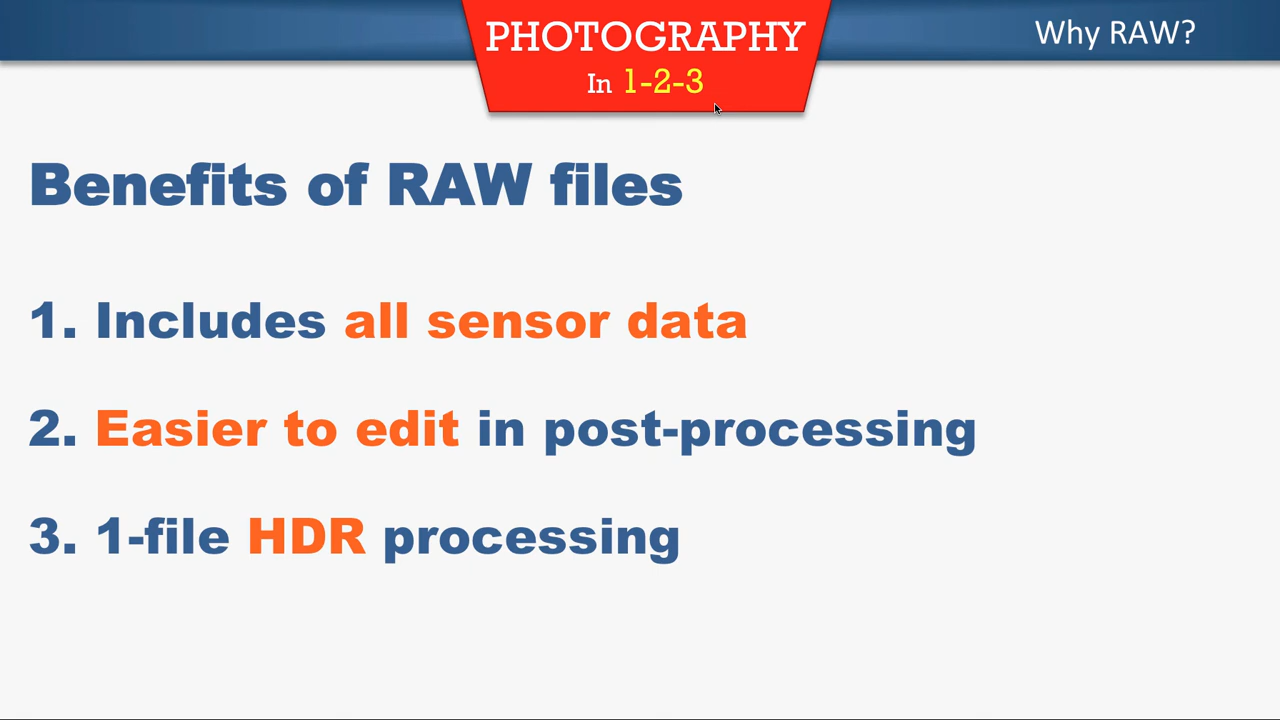 PHOTOGRAPHY
In 1-2-3
Why RAW?
Benefits of RAW files
1. Includes all sensor data
2. Easier to edit in post-processing
3. 1-file HDR processing